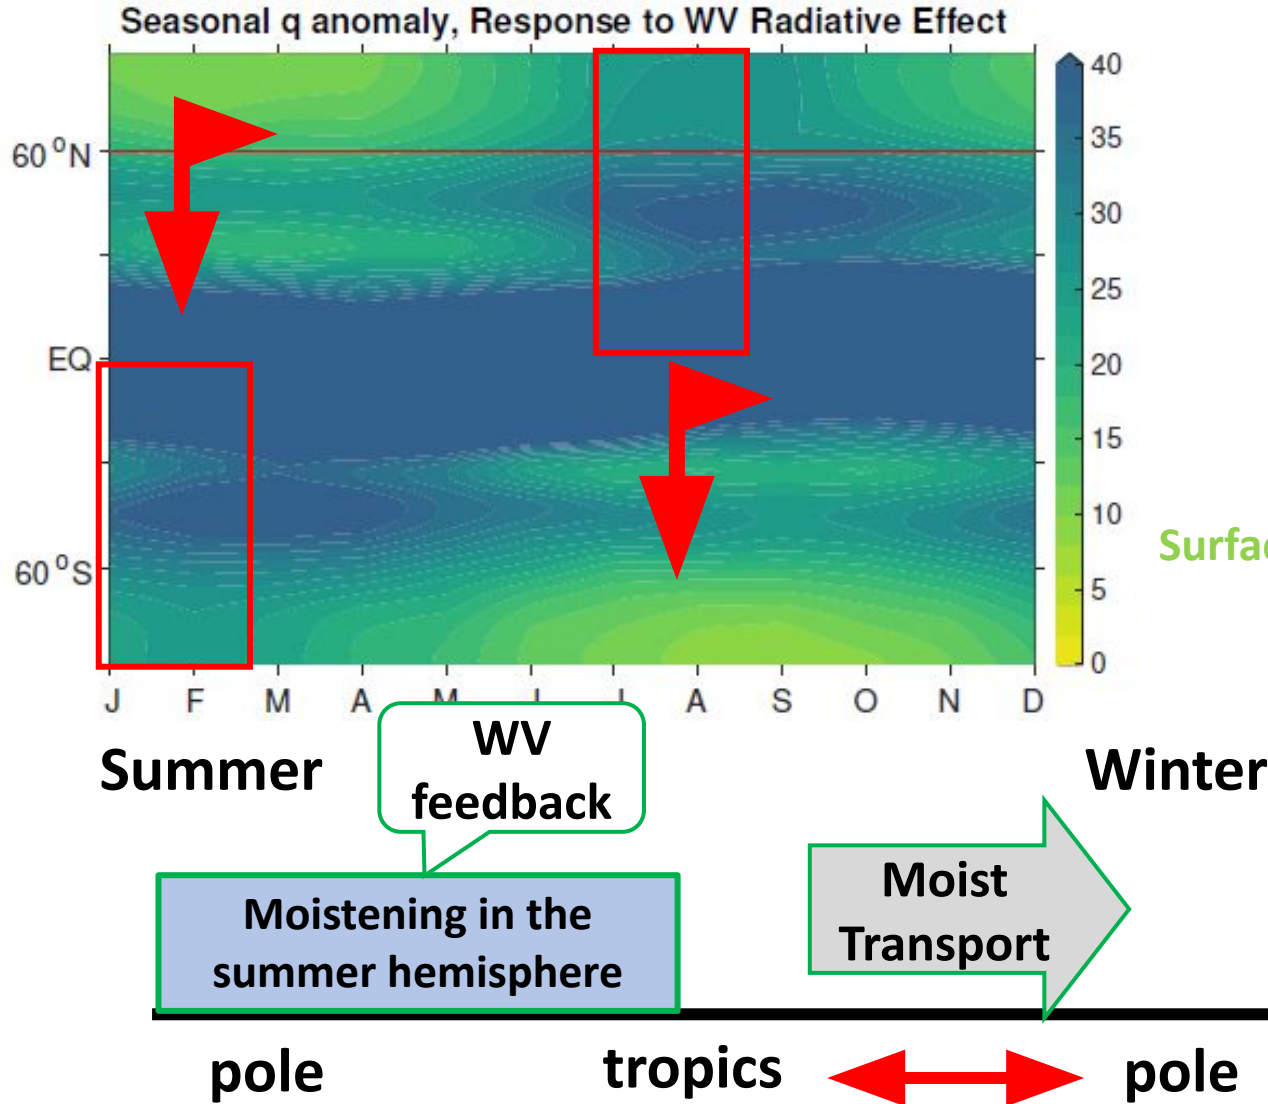 Seasonal q anomaly, Response to WV Radiative Effect
40
35
30
25
20
15
10
5
0
60 °N
EQ
60 °S
J F M A M J J A S O N D
Surfa
WV
feedback
Summer
Winter
Moistening in the
summer hemisphere
Moist
Transport
pole
tropics
pole